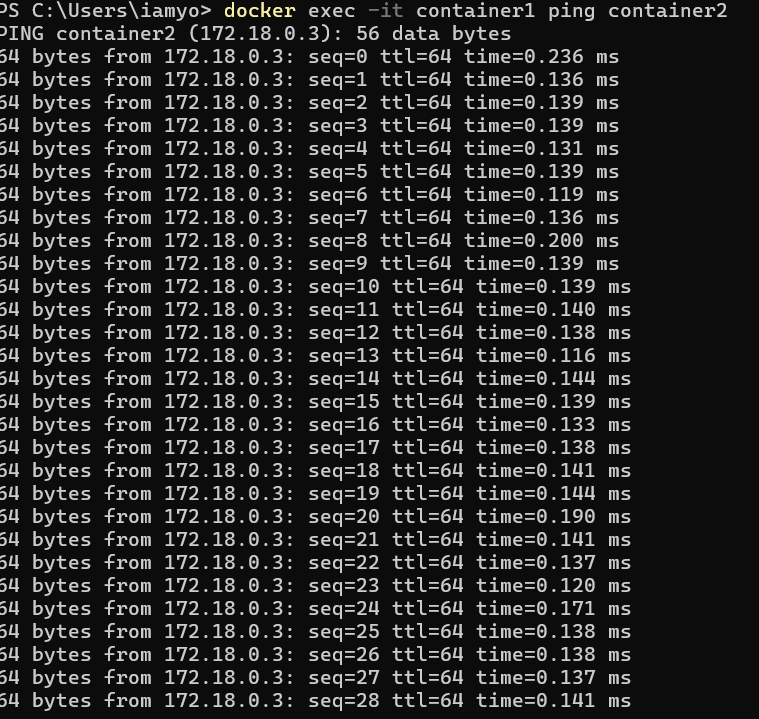 PS C:\Users\iamyo> docker exec -it container1 ping container2
PING container2 (172.18.0.3): 56 data bytes
64 bytes from 172.18.0.3: seq=0 ttl=64 time=0.236 ms
64 bytes from 172.18.0.3: seq=1 ttl=64 time=0.136 ms
64 bytes from 172.18.0.3: seq=2 ttl=64 time=0.139 ms
64 bytes from 172.18.0.3: seq=3 ttl=64 time=0.139 ms
64 bytes from 172.18.0.3: seq=4 ttl=64 time=0.131 ms
64 bytes from 172.18.0.3: seq=5 ttl=64 time=0.139 ms
64 bytes from 172.18.0.3: seq=6 ttl=64 time=0.119 ms
64 bytes from 172.18.0.3: seq=7 ttl=64 time=0.136 ms
64 bytes from 172.18.0.3: seq=8 ttl=64 time=0.200 ms
64 bytes from 172.18.0.3: seq=9 ttl=64 time=0.139 ms
64 bytes from 172.18.0.3: seq=10 ttl=64 time=0.139 ms
64 bytes from 172.18.0.3: seq=11 ttl=64 time=0.140 ms
64 bytes from 172.18.0.3: seq=12 ttl=64 time=0.138 ms
64 bytes from 172.18.0.3: seq=13 ttl=64 time=0.116 ms
64 bytes from 172.18.0.3: seq=14 ttl=64 time=0.144 ms
64 bytes from 172.18.0.3: seq=15 ttl=64 time=0.139 ms
64 bytes from 172.18.0.3: seq=16 ttl=64 time=0.133 ms
64 bytes from 172.18.0.3: seq=17 ttl=64 time=0.138 ms
64 bytes from 172.18.0.3: seq=18 ttl=64 time=0.141 ms
64 bytes from 172.18.0.3: seq=19 ttl=64 time=0.144 ms
64 bytes from 172.18.0.3: seq=20 ttl=64 time=0.190 ms
64 bytes from 172.18.0.3: seq=21 ttl=64 time=0.141 ms
64 bytes from 172.18.0.3: seq=22 ttl=64 time=0.137 ms
64 bytes from 172.18.0.3: seq=23 ttl=64 time=0.120 ms
64 bytes from 172.18.0.3: seq=24 ttl=64 time=0.171 ms
64 bytes from 172.18.0.3: seq=25 ttl=64 time=0.138 ms
64 bytes from 172.18.0.3: seq=26 ttl=64 time=0.138 ms
64 bytes from 172.18.0.3: seq=27 ttl=64 time=0.137 ms
64 bytes from 172.18.0.3: seq=28 ttl=64 time=0.141 ms